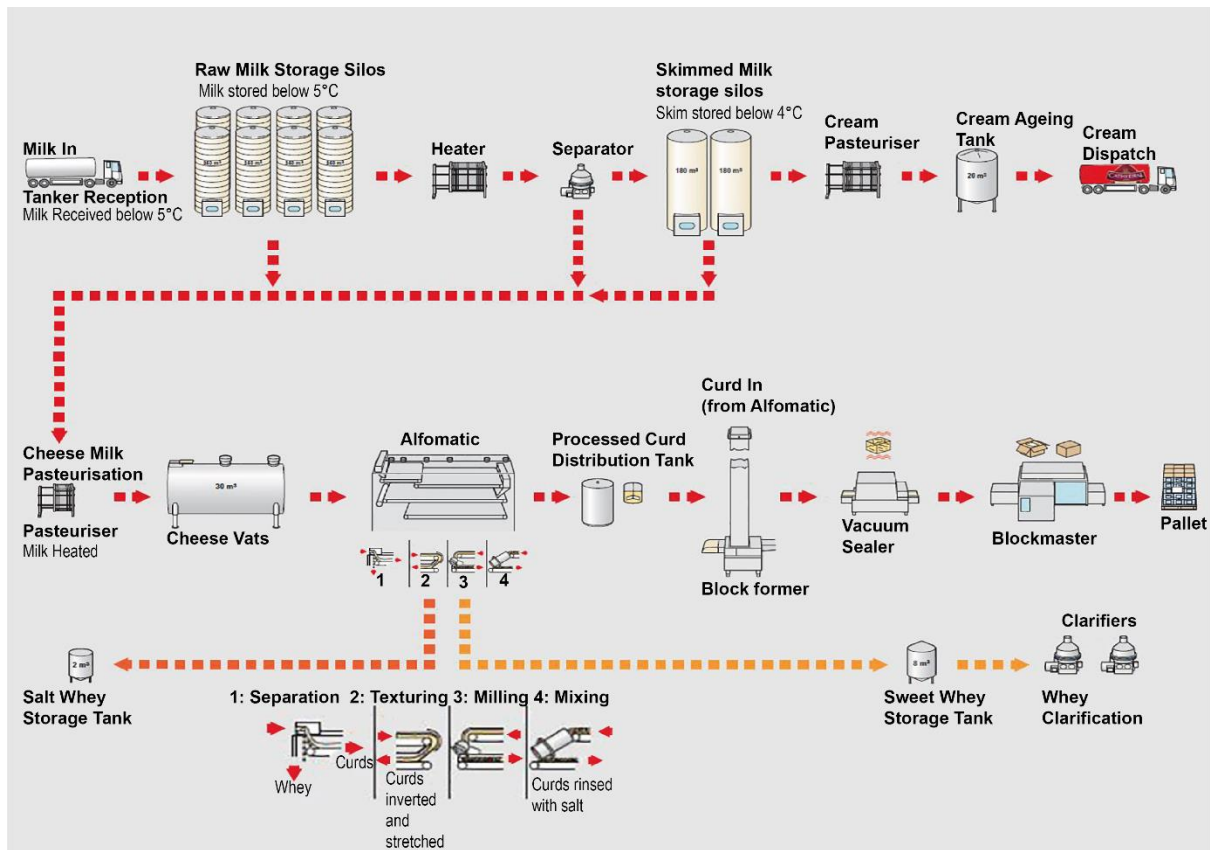 Raw Milk Storage Silos
Milk stored below 5°C
Skimmed Milk
storage silos
Skim stored below 4°C
Milk In
Tanker Reception
Milk Received below 5°C
Heater
Separator
180 m³
180 m³
Cream
Pasteuriser
Cream Ageing
Tank
20 m³
Cream
Dispatch
Cheese Milk
Pasteurisation
Pasteuriser
Milk Heated
30 m³
Cheese Vats
Alfomatic
1
2
3
4
Processed Curd
Distribution Tank
Curd In
(from Alfomatic)
Block former
Vacuum
Sealer
Blockmaster
Pallet
2 m³
Salt Whey
Storage Tank
8 m³
Sweet Whey
Storage Tank
Clarifiers
Whey
Clarification
1: Separation
2: Texturing
3: Milling
4: Mixing
Curds
Whey
Curds
inverted
and
stretched
Curds rinsed
with salt